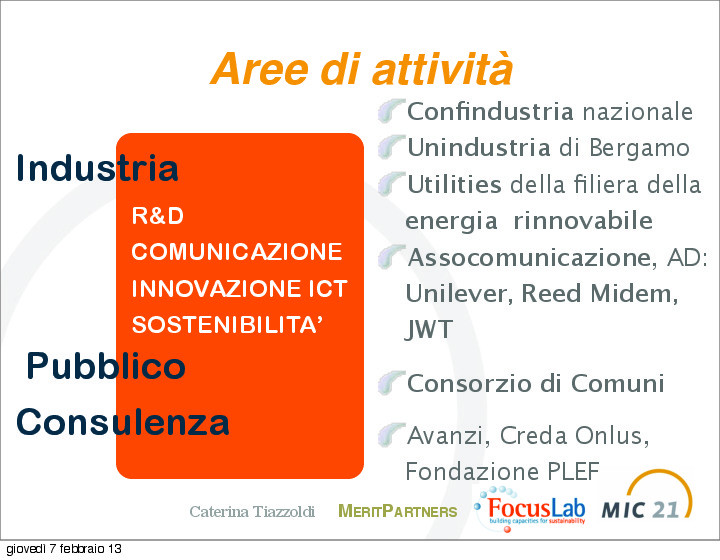 Aree di attività
Industria
R&D
COMUNICAZIONE
INNOVAZIONE ICT
SOSTENIBILITA’
Pubblico
Consulenza
Confindustria nazionale
Unindustria di Bergamo
Utilities della filiera della
energia rinnovabile
Assocomunicazione, AD:
Unilever, Reed Midem,
JWT
Consorzio di Comuni
Avanzi, Creda Onlus,
Fondazione PLEF
Caterina Tiazzoldi
MERITPARTNERS
FocusLab
building capacities for sustainability
MIC 21
giovedì 7 febbraio 13